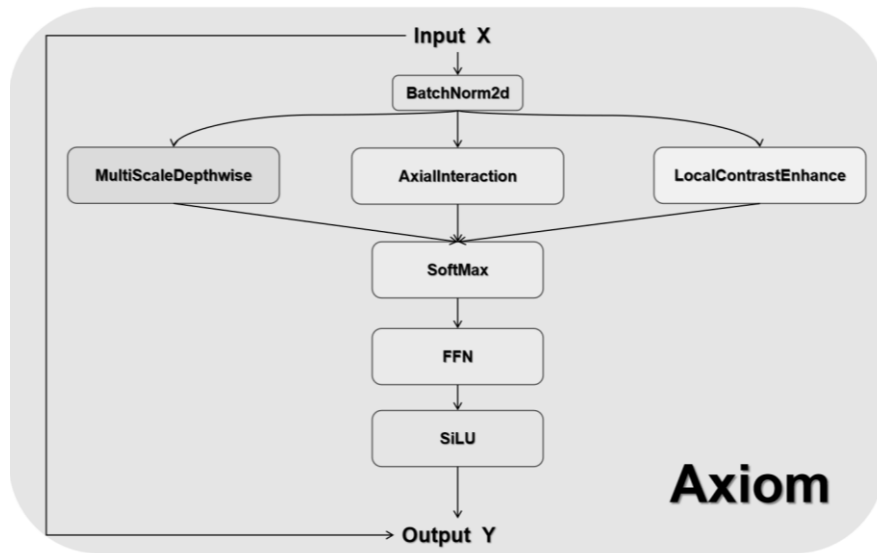 Input X
BatchNorm2d
MultiScaleDepthwise
AxialInteraction
LocalContrastEnhance
SoftMax
FFN
SiLU
Axiom
Output Y